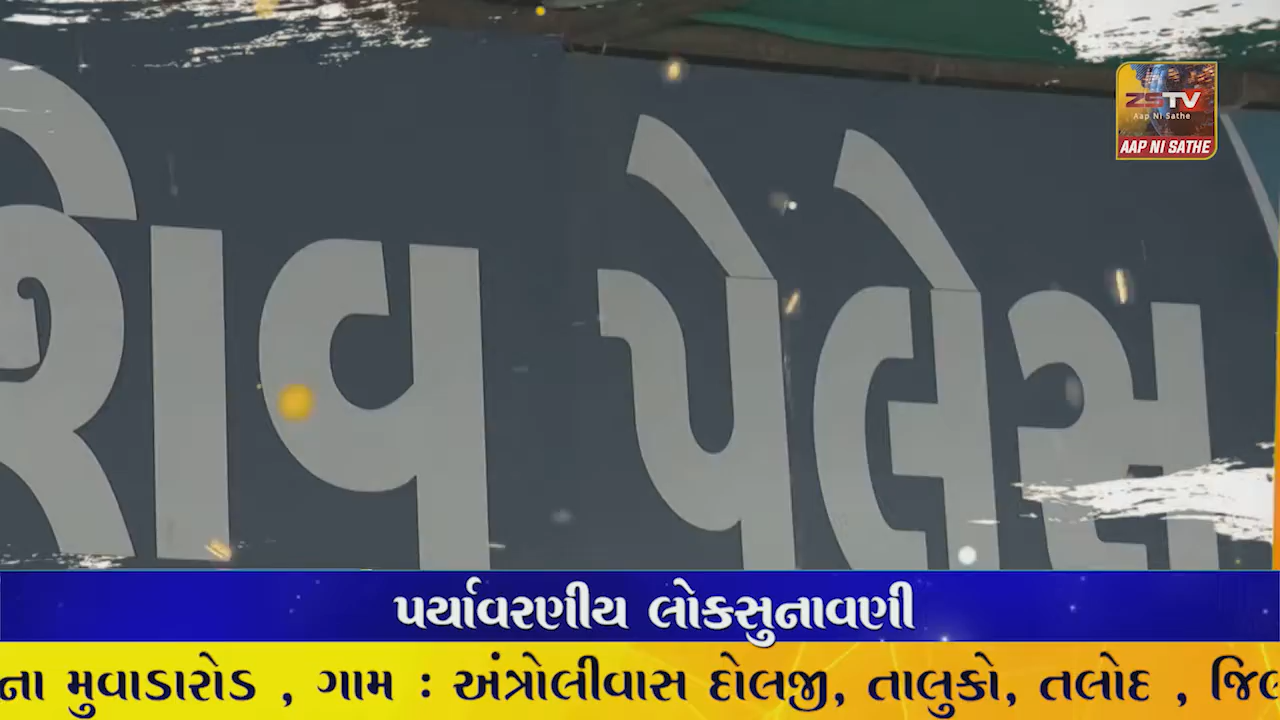 શિવ પેલેસ
ZSTV
Aap Ni Sathe
AAP NI SATHE
પર્યાવરણીય લોકસુનાવણી
ના મુવાડારોડ , ગામ : અંત્રોલીવાસ દોલજી, તાલુકો, તલોદ ,